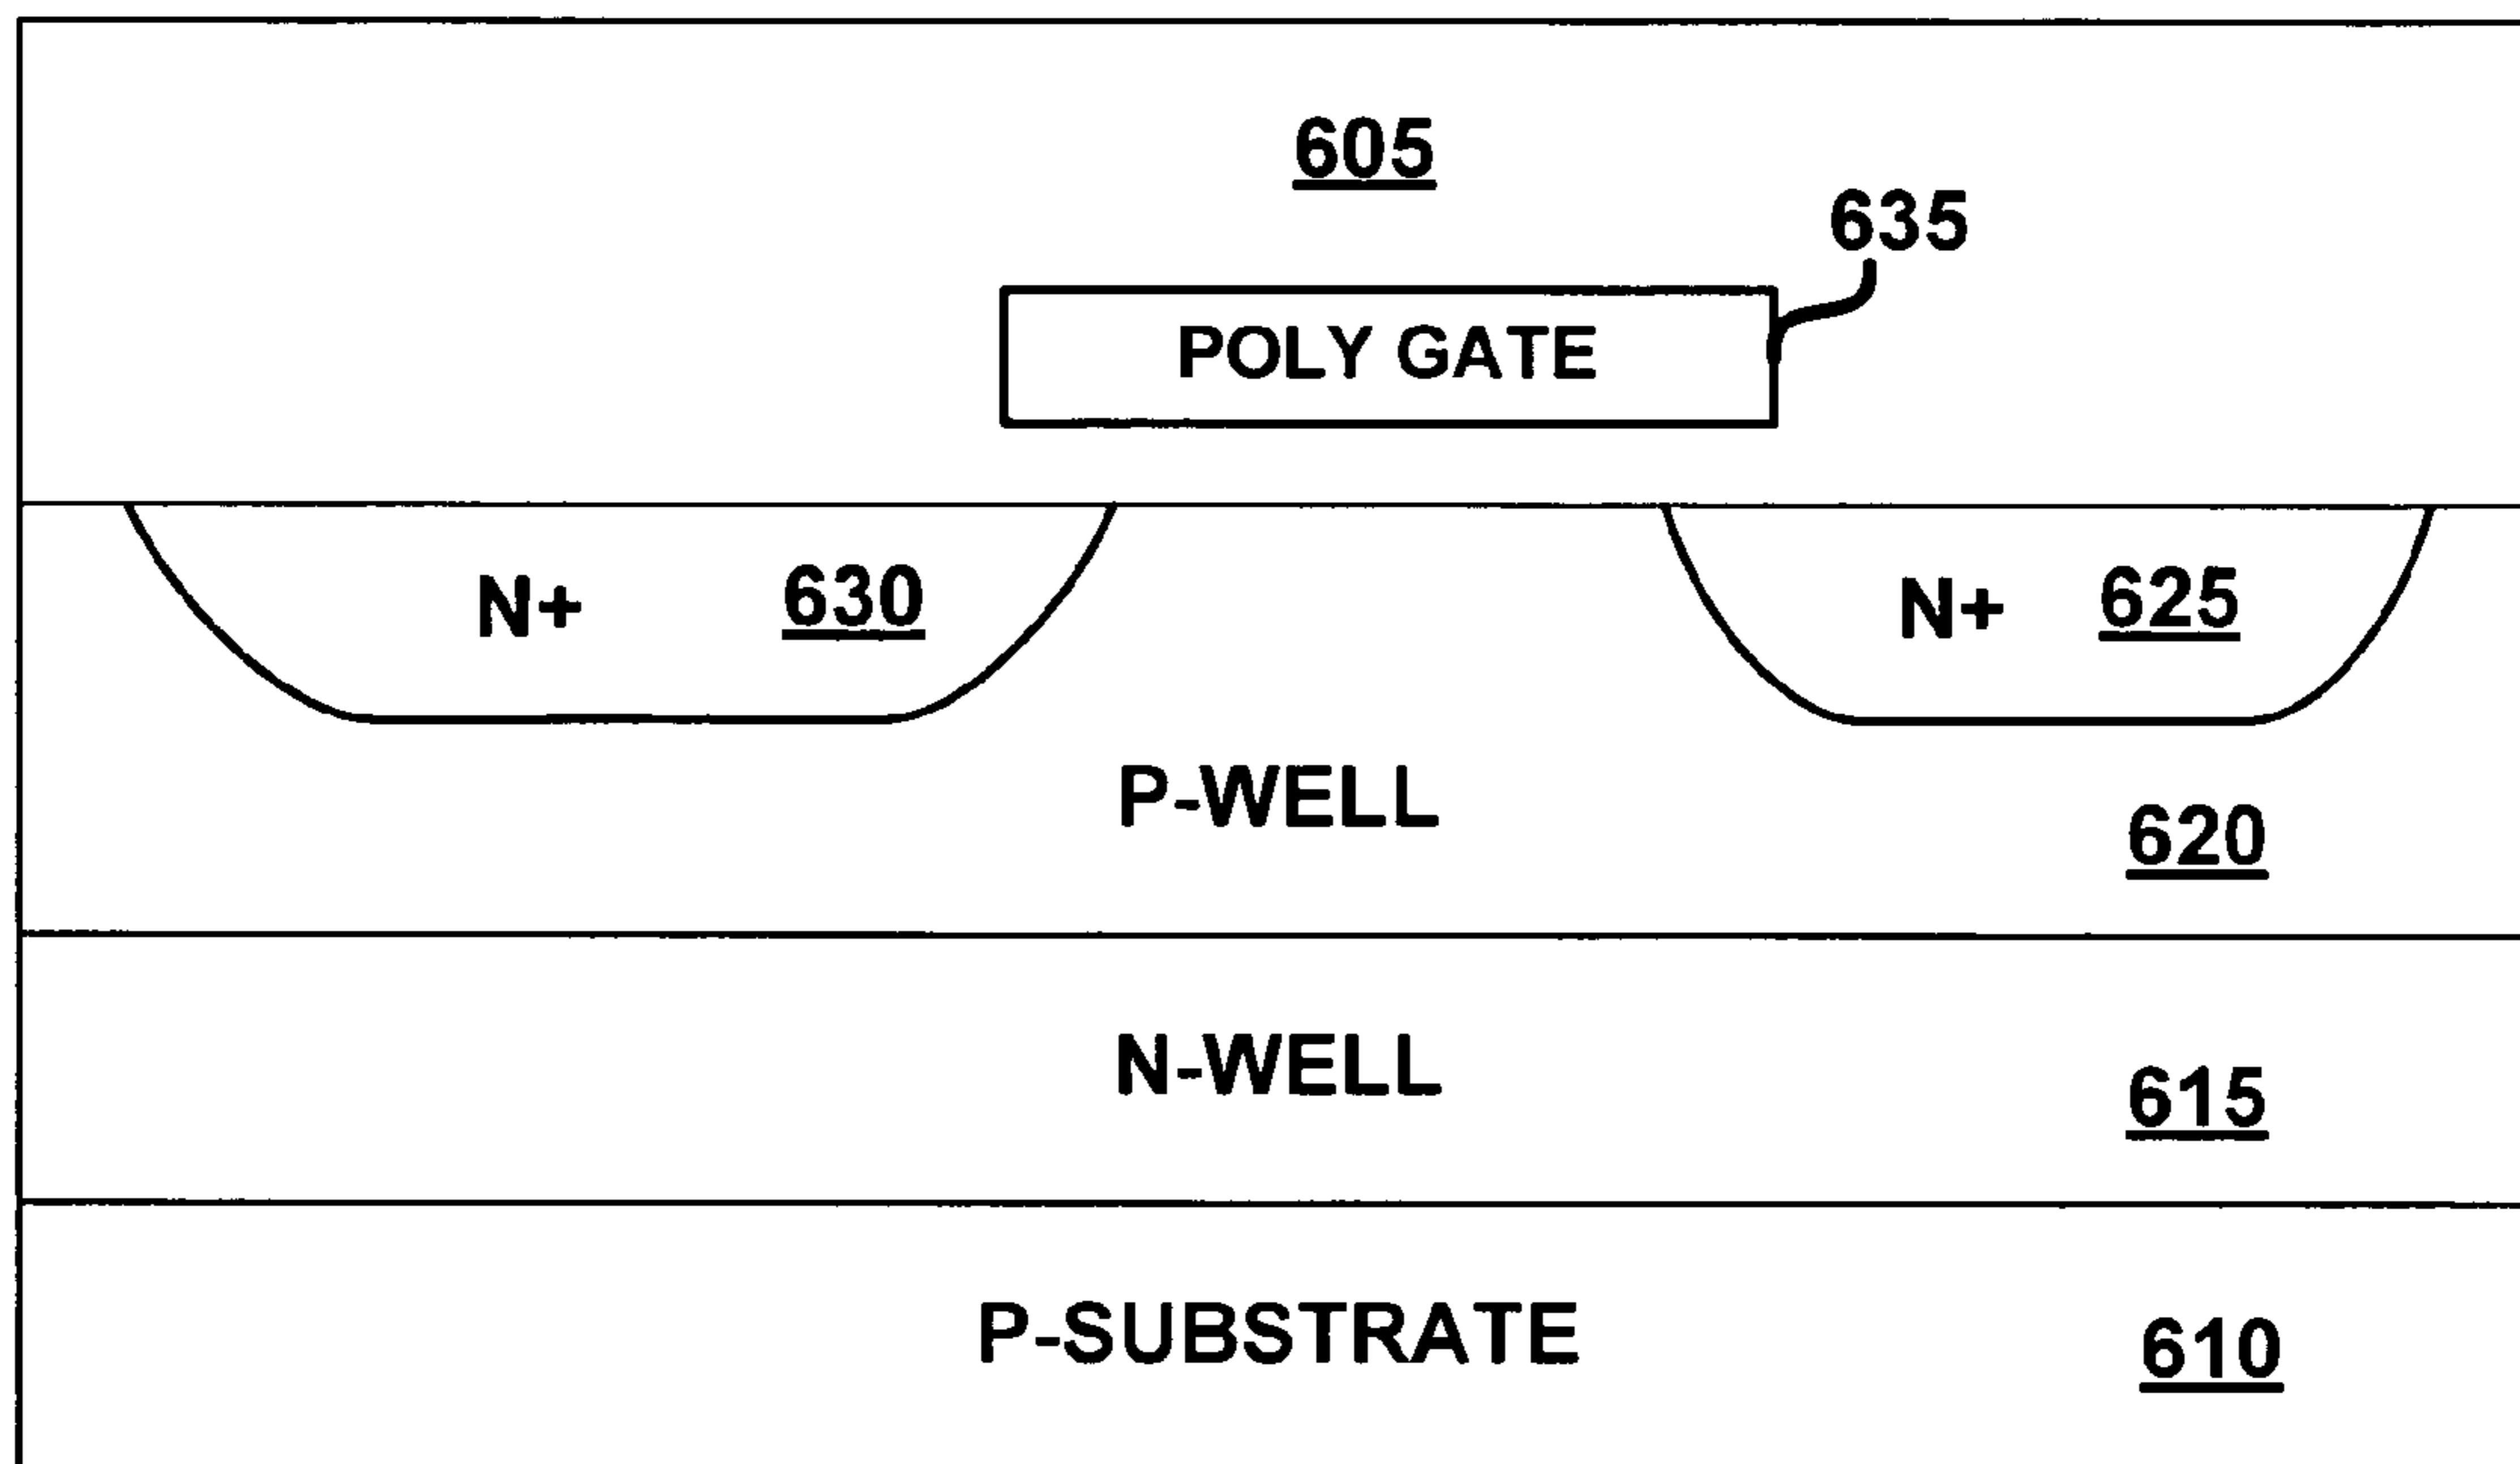 605
635
POLY GATE
N+ 630
N+ 625
P-WELL
620
N-WELL
615
P-SUBSTRATE
610